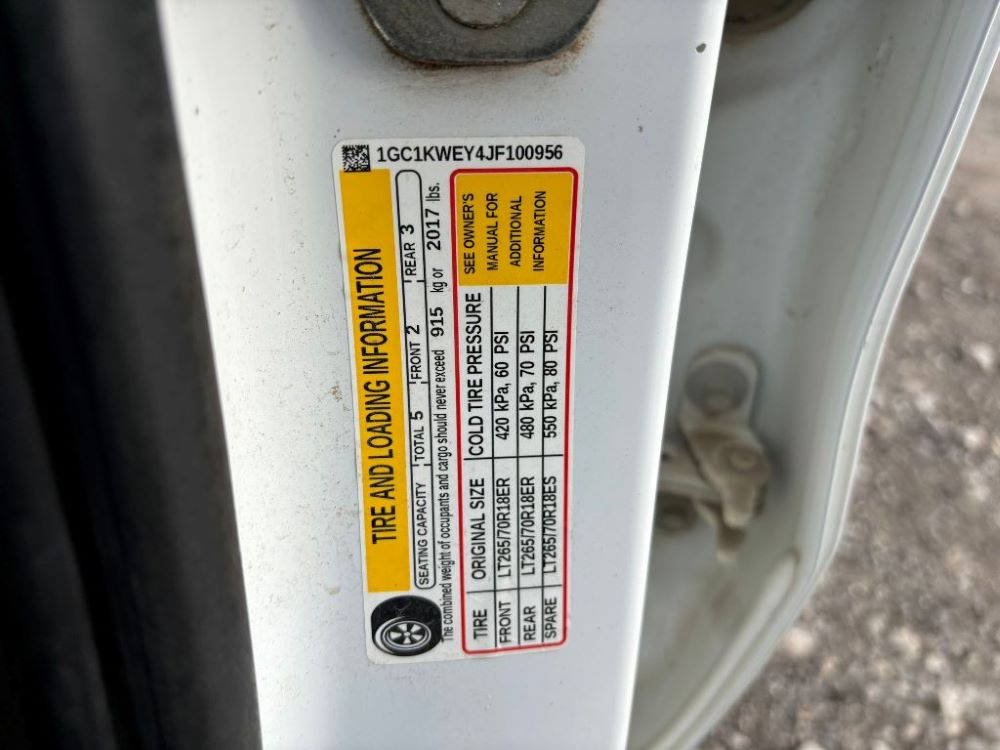 1GC1KWEY4JF100956
TIRE AND LOADING INFORMATION
SEATING CAPACITY TOTAL 5 FRONT 2 REAR 3
The combined weight of occupants and cargo should never exceed 915 kg or 2017 lbs.
TIRE ORIGINAL SIZE COLD TIRE PRESSURE
FRONT LT265/70R18ER 420 kPa, 60 PSI
REAR LT265/70R18ER 480 kPa, 70 PSI
SPARE LT265/70R18ES 550 kPa, 80 PSI
SEE OWNER'S
MANUAL FOR
ADDITIONAL
INFORMATION